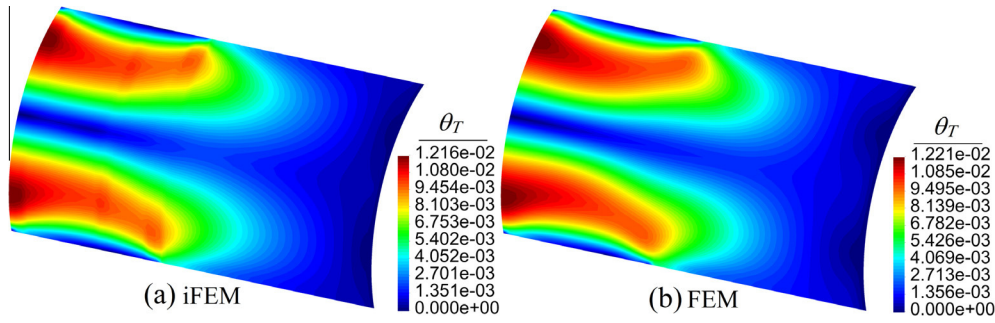 θT
1.216e-02
1.080e-02
9.454e-03
8.103e-03
6.753e-03
5.402e-03
4.052e-03
2.701e-03
1.351e-03
0.000e+00
(a) iFEM
θT
1.221e-02
1.085e-02
9.495e-03
8.139e-03
6.782e-03
5.426e-03
4.069e-03
2.713e-03
1.356e-03
0.000e+00
(b) FEM